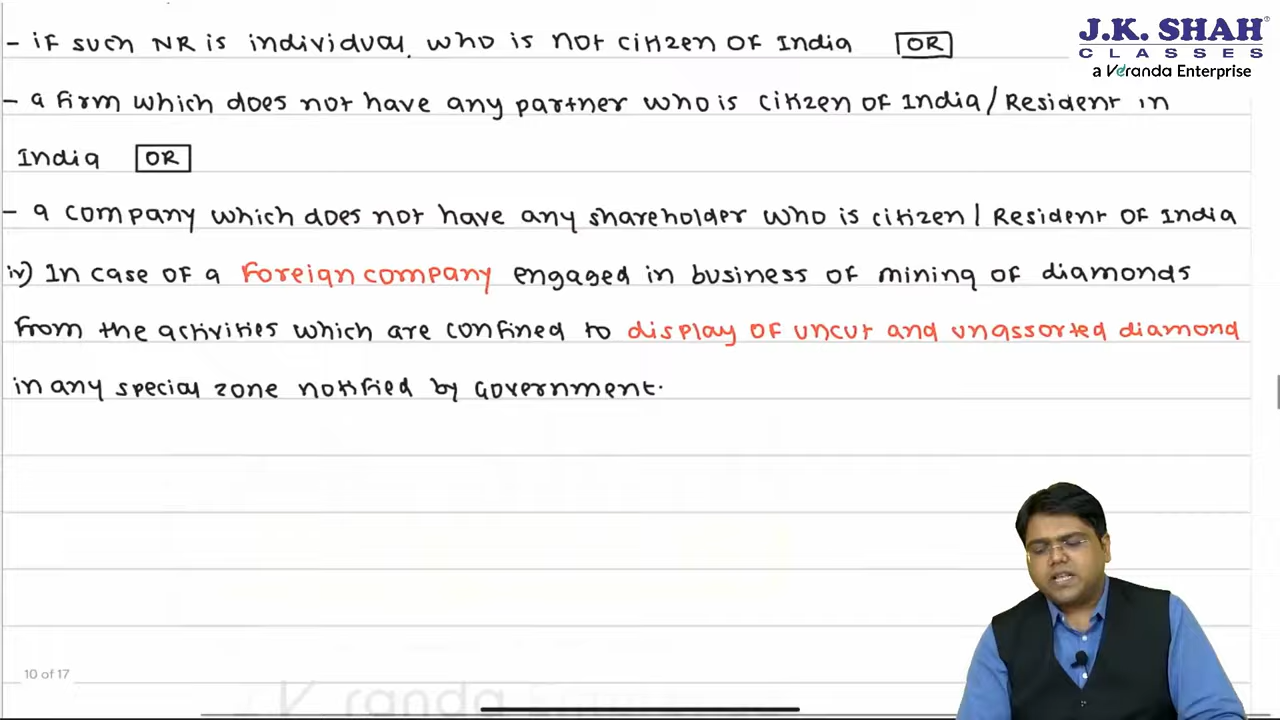 - if such NR is individual, who is not citizen of India OR
- a firm which does not have any partner who is citizen of India/Resident in
India OR
- a company which does not have any shareholder who is citizen/Resident of India
iv) In case of a Foreign company engaged in business of mining of diamonds
from the activities which are confined to display of uncut and unassorted diamond
in any special zone notified by Government.
J.K. SHAH®
CLASSES
a Veranda Enterprise
10 of 17